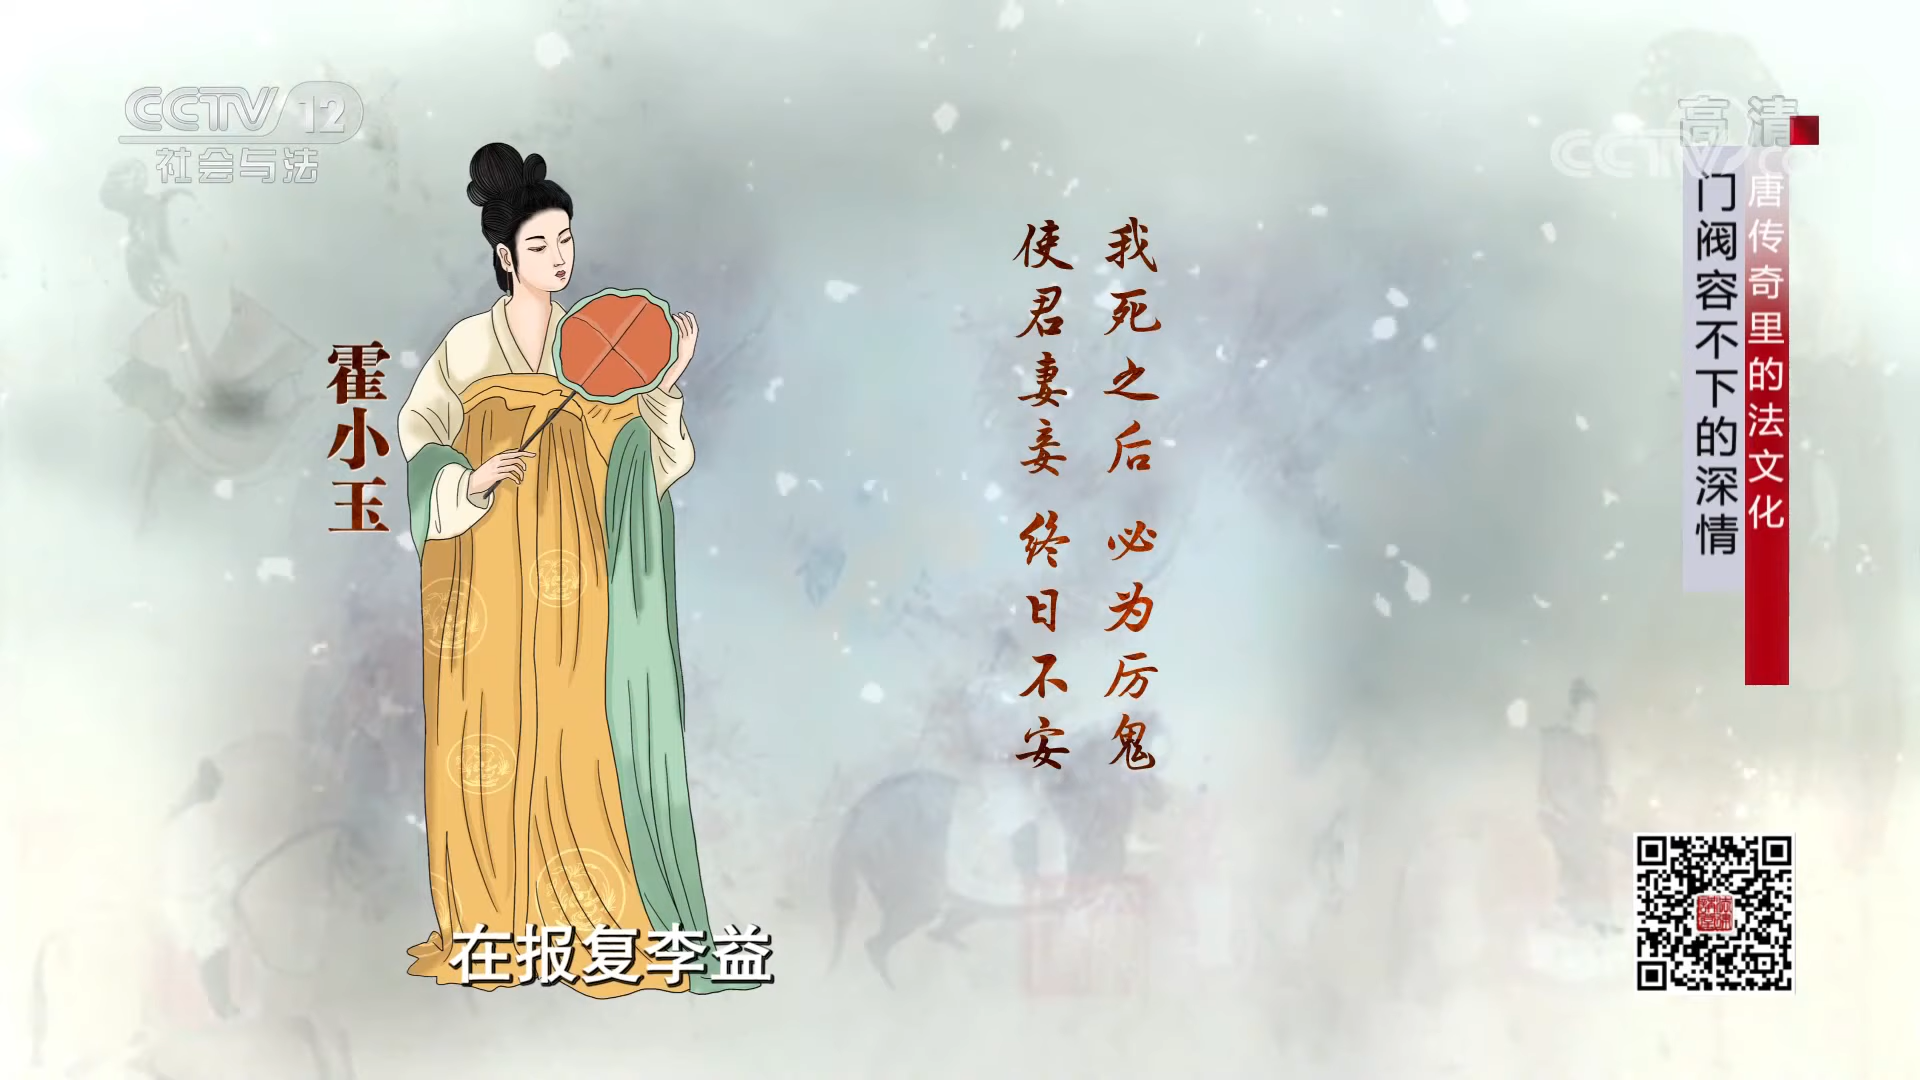 CCTV 12
社会与法
高清
CCTV
唐传奇里的法文化
门阀容不下的深情
我死之后 必为厉鬼
使君妻妾 终日不安
霍小玉
在报复李益